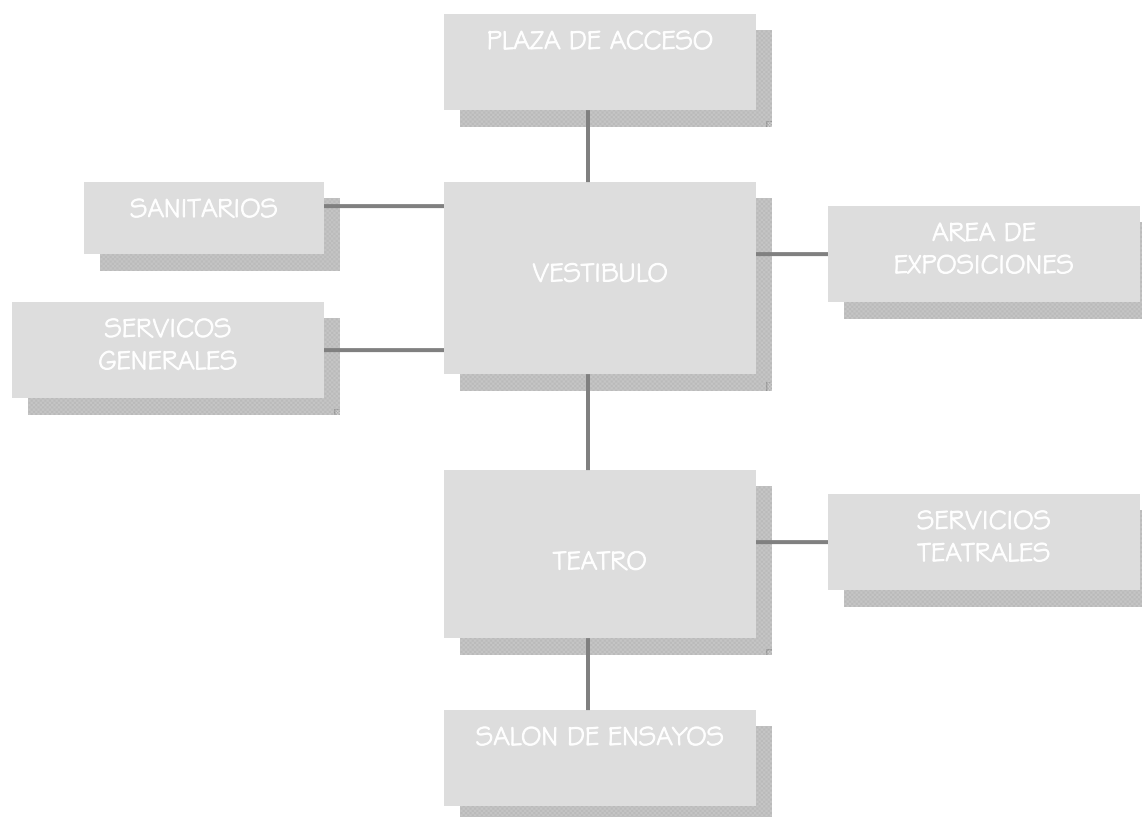 PLAZA DE ACCESO
SANITARIOS
VESTIBULO
AREA DE
EXPOSICIONES
SERVICOS
GENERALES
TEATRO
SERVICIOS
TEATRALES
SALON DE ENSAYOS